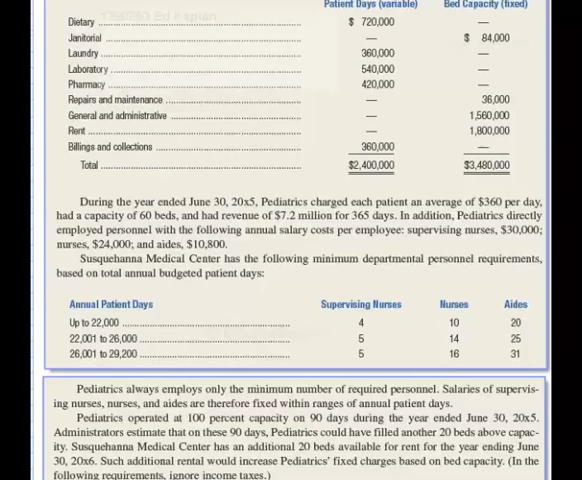 Patient Days (variable) Bed Capacity (fixed)
Dietary $ 720,000 —
Janitorial — $ 84,000
Laundry 360,000 —
Laboratory 540,000 —
Pharmacy 420,000 —
Repairs and maintenance — 36,000
General and administrative — 1,560,000
Rent — 1,800,000
Billings and collections 360,000 —
Total $2,400,000 $3,480,000
During the year ended June 30, 20x5, Pediatrics charged each patient an average of $360 per day,
had a capacity of 60 beds, and had revenue of $7.2 million for 365 days. In addition, Pediatrics directly
employed personnel with the following annual salary costs per employee: supervising nurses, $30,000;
nurses, $24,000; and aides, $10,800.
Susquehanna Medical Center has the following minimum departmental personnel requirements,
based on total annual budgeted patient days:
Annual Patient Days Supervising Nurses Nurses Aides
Up to 22,000 4 10 20
22,001 to 26,000 5 14 25
26,001 to 29,200 5 16 31
Pediatrics always employs only the minimum number of required personnel. Salaries of supervis-
ing nurses, nurses, and aides are therefore fixed within ranges of annual patient days.
Pediatrics operated at 100 percent capacity on 90 days during the year ended June 30, 20x5.
Administrators estimate that on these 90 days, Pediatrics could have filled another 20 beds above capac-
ity. Susquehanna Medical Center has an additional 20 beds available for rent for the year ending June
30, 20x6. Such additional rental would increase Pediatrics' fixed charges based on bed capacity. (In the
following requirements, ignore income taxes.)